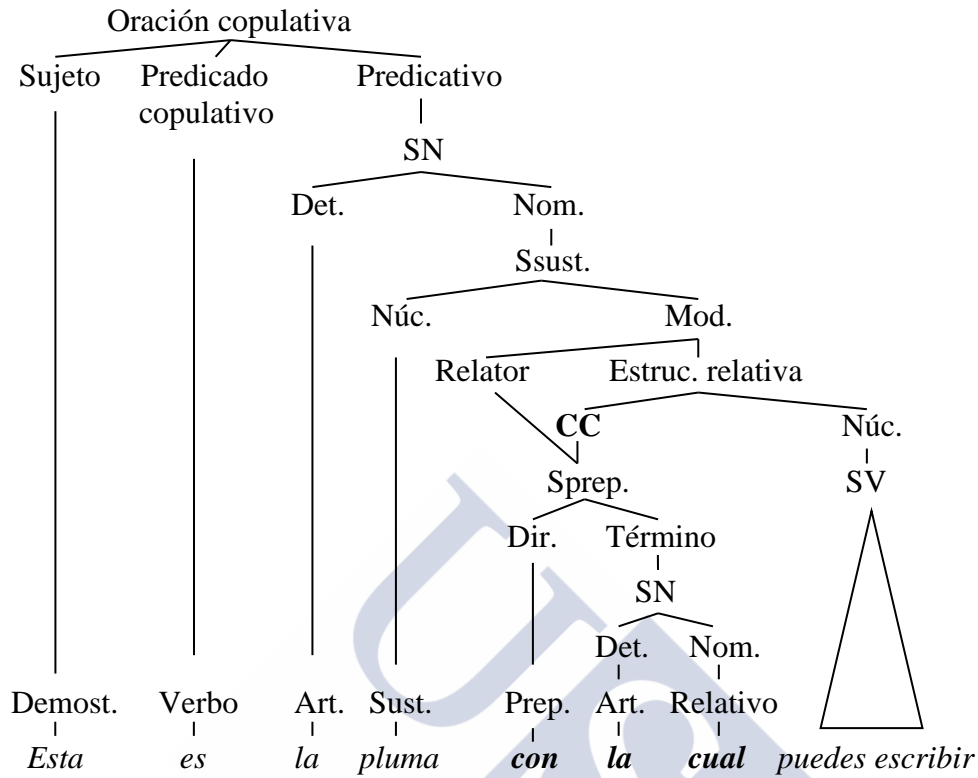 Oración copulativa
Sujeto Predicado copulativo Predicativo
SN
Det. Nom.
Ssust.
Núc. Mod.
Relator Estruc. relativa
CC Núc.
Sprep. SV
Dir. Término
SN
Det. Nom.
Demost. Verbo Art. Sust. Prep. Art. Relativo
Esta es la pluma con la cual puedes escribir